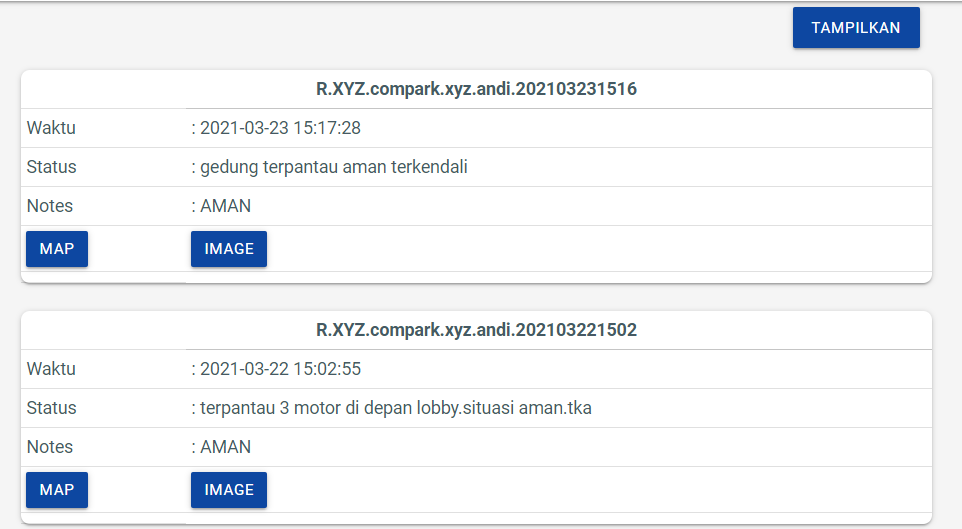 TAMPILKAN
R.XYZ.compark.xyz.andi.202103231516
Waktu : 2021-03-23 15:17:28
Status : gedung terpantau aman terkendali
Notes : AMAN
MAP IMAGE
R.XYZ.compark.xyz.andi.202103221502
Waktu : 2021-03-22 15:02:55
Status : terpantau 3 motor di depan lobby.situasi aman.tka
Notes : AMAN
MAP IMAGE